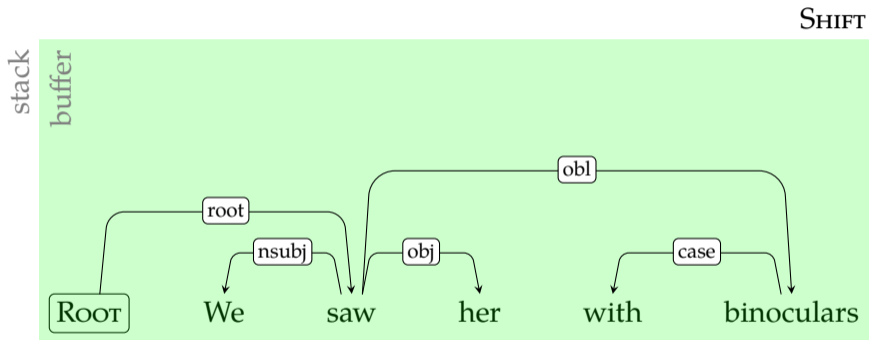 SHIFT
stack
buffer
obl
root
nsubj obj case
ROOT We saw her with binoculars